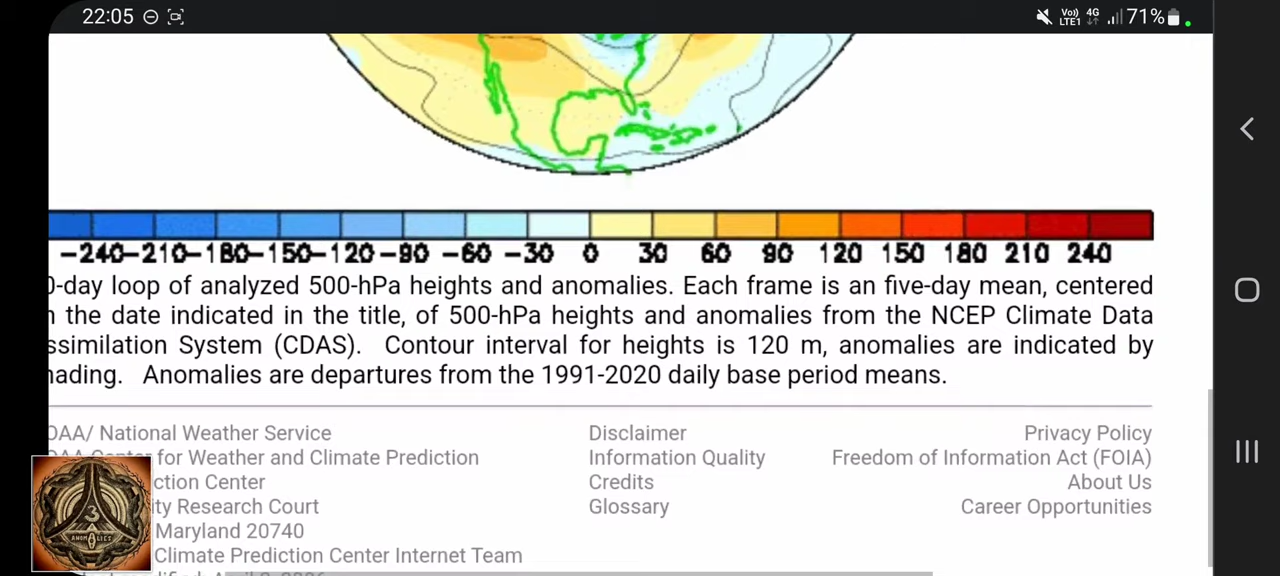 22:05
Vo)) 4G
LTE1 71%
-240-210-180-150-120-90 -60 -30 0 30 60 90 120 150 180 210 240
0-day loop of analyzed 500-hPa heights and anomalies. Each frame is an five-day mean, centered
n the date indicated in the title, of 500-hPa heights and anomalies from the NCEP Climate Data
ssimilation System (CDAS). Contour interval for heights is 120 m, anomalies are indicated by
hading. Anomalies are departures from the 1991-2020 daily base period means.
OAA/ National Weather Service
for Weather and Climate Prediction
ction Center
ty Research Court
Maryland 20740
Climate Prediction Center Internet Team
Disclaimer
Information Quality
Credits
Glossary
Privacy Policy
Freedom of Information Act (FOIA)
About Us
Career Opportunities
3